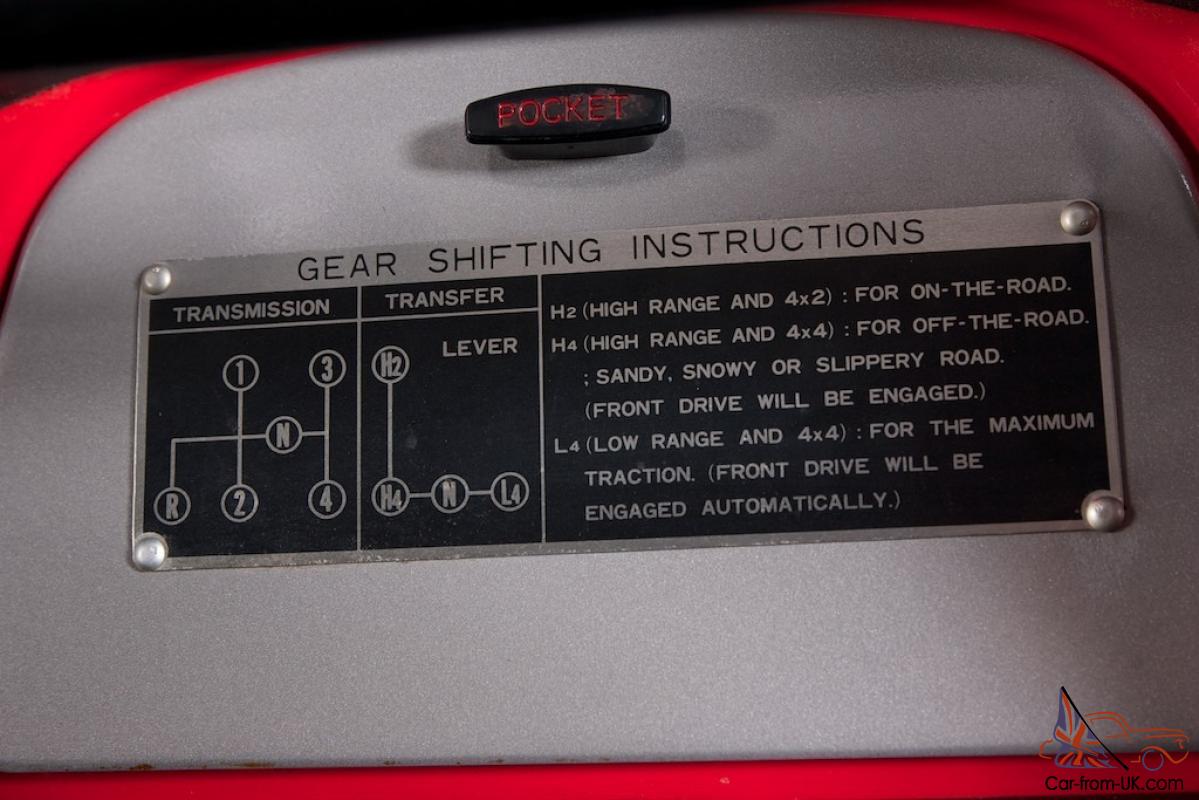 POCKET
GEAR SHIFTING INSTRUCTIONS
TRANSMISSION
1 3
N
R 2 4
TRANSFER
LEVER
H2
H4 N L4
H2 (HIGH RANGE AND 4x2) : FOR ON-THE-ROAD.
H4 (HIGH RANGE AND 4x4) : FOR OFF-THE-ROAD.
; SANDY, SNOWY OR SLIPPERY ROAD.
(FRONT DRIVE WILL BE ENGAGED.)
L4 (LOW RANGE AND 4x4) : FOR THE MAXIMUM
TRACTION. (FRONT DRIVE WILL BE
ENGAGED AUTOMATICALLY.)
Car-from-UK.com